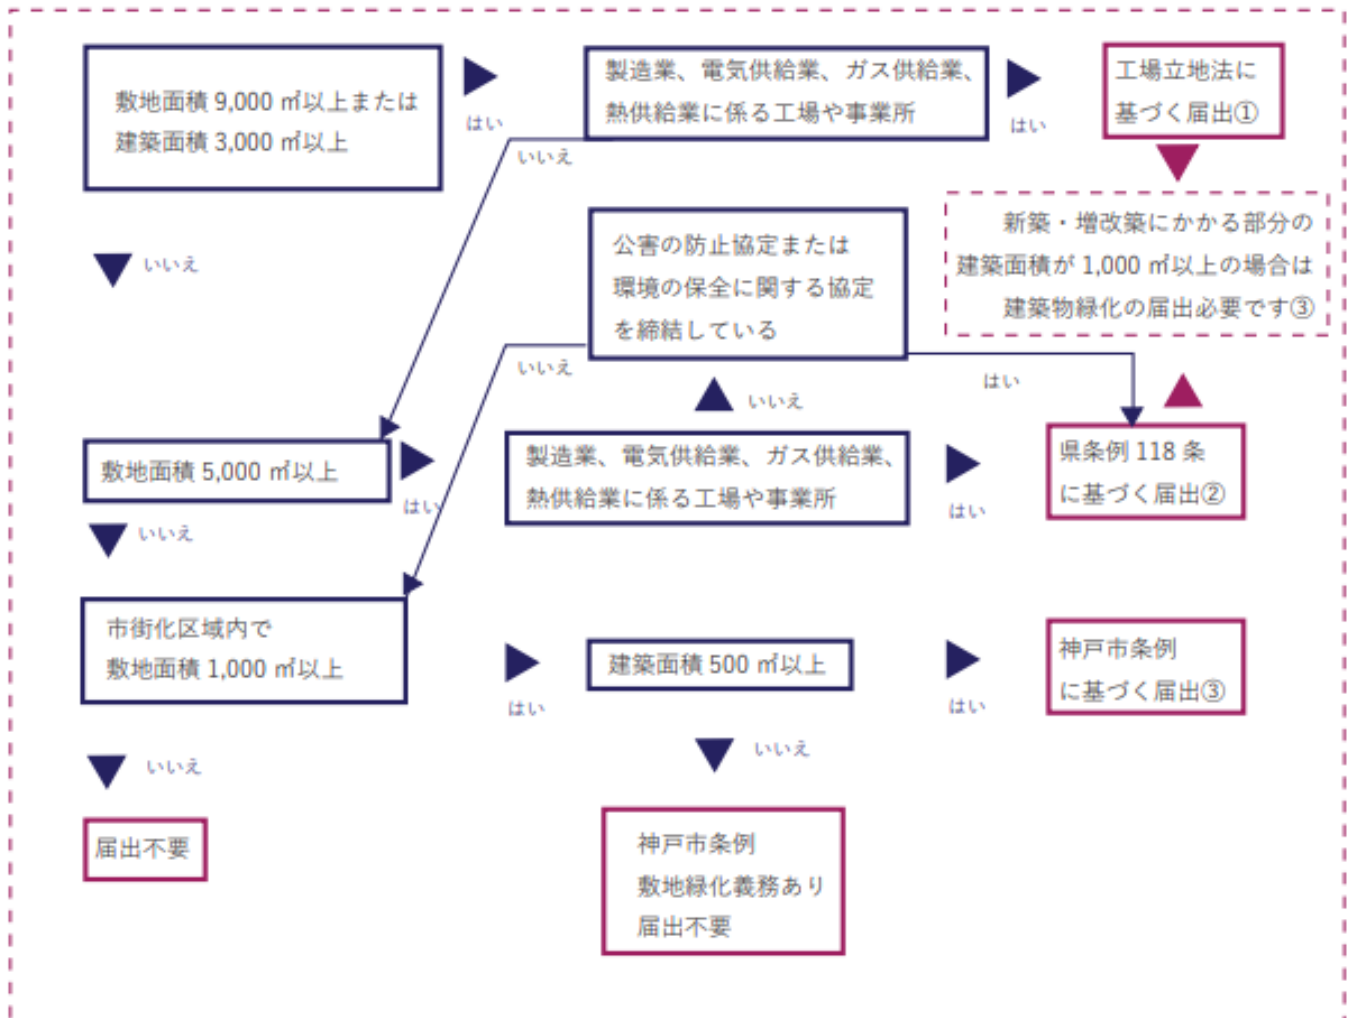 敷地面積 9,000 ㎡以上または
建築面積 3,000 ㎡以上
はい
製造業、電気供給業、ガス供給業、
熱供給業に係る工場や事業所
はい
工場立地法に
基づく届出①
いいえ
いいえ
公害の防止協定または
環境の保全に関する協定
を締結している
新築・増改築にかかる部分の
建築面積が 1,000 ㎡以上の場合は
建築物緑化の届出必要です③
いいえ
はい
いいえ
敷地面積 5,000 ㎡以上
はい
製造業、電気供給業、ガス供給業、
熱供給業に係る工場や事業所
はい
県条例 118 条
に基づく届出②
いいえ
市街化区域内で
敷地面積 1,000 ㎡以上
はい
建築面積 500 ㎡以上
はい
神戸市条例
に基づく届出③
いいえ
いいえ
届出不要
神戸市条例
敷地緑化義務あり
届出不要